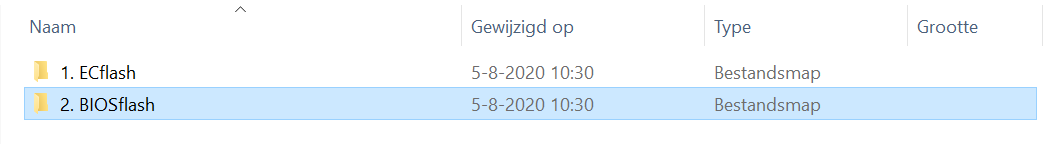 Naam Gewijzigd op Type Grootte
1. ECflash 5-8-2020 10:30 Bestandsmap
2. BIOSflash 5-8-2020 10:30 Bestandsmap